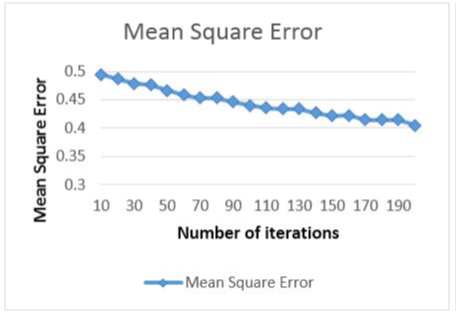 Mean Square Error
0.5
0.45
0.4
0.35
0.3
Mean Square Error
10 30 50 70 90 110 130 150 170 190
Number of iterations
Mean Square Error